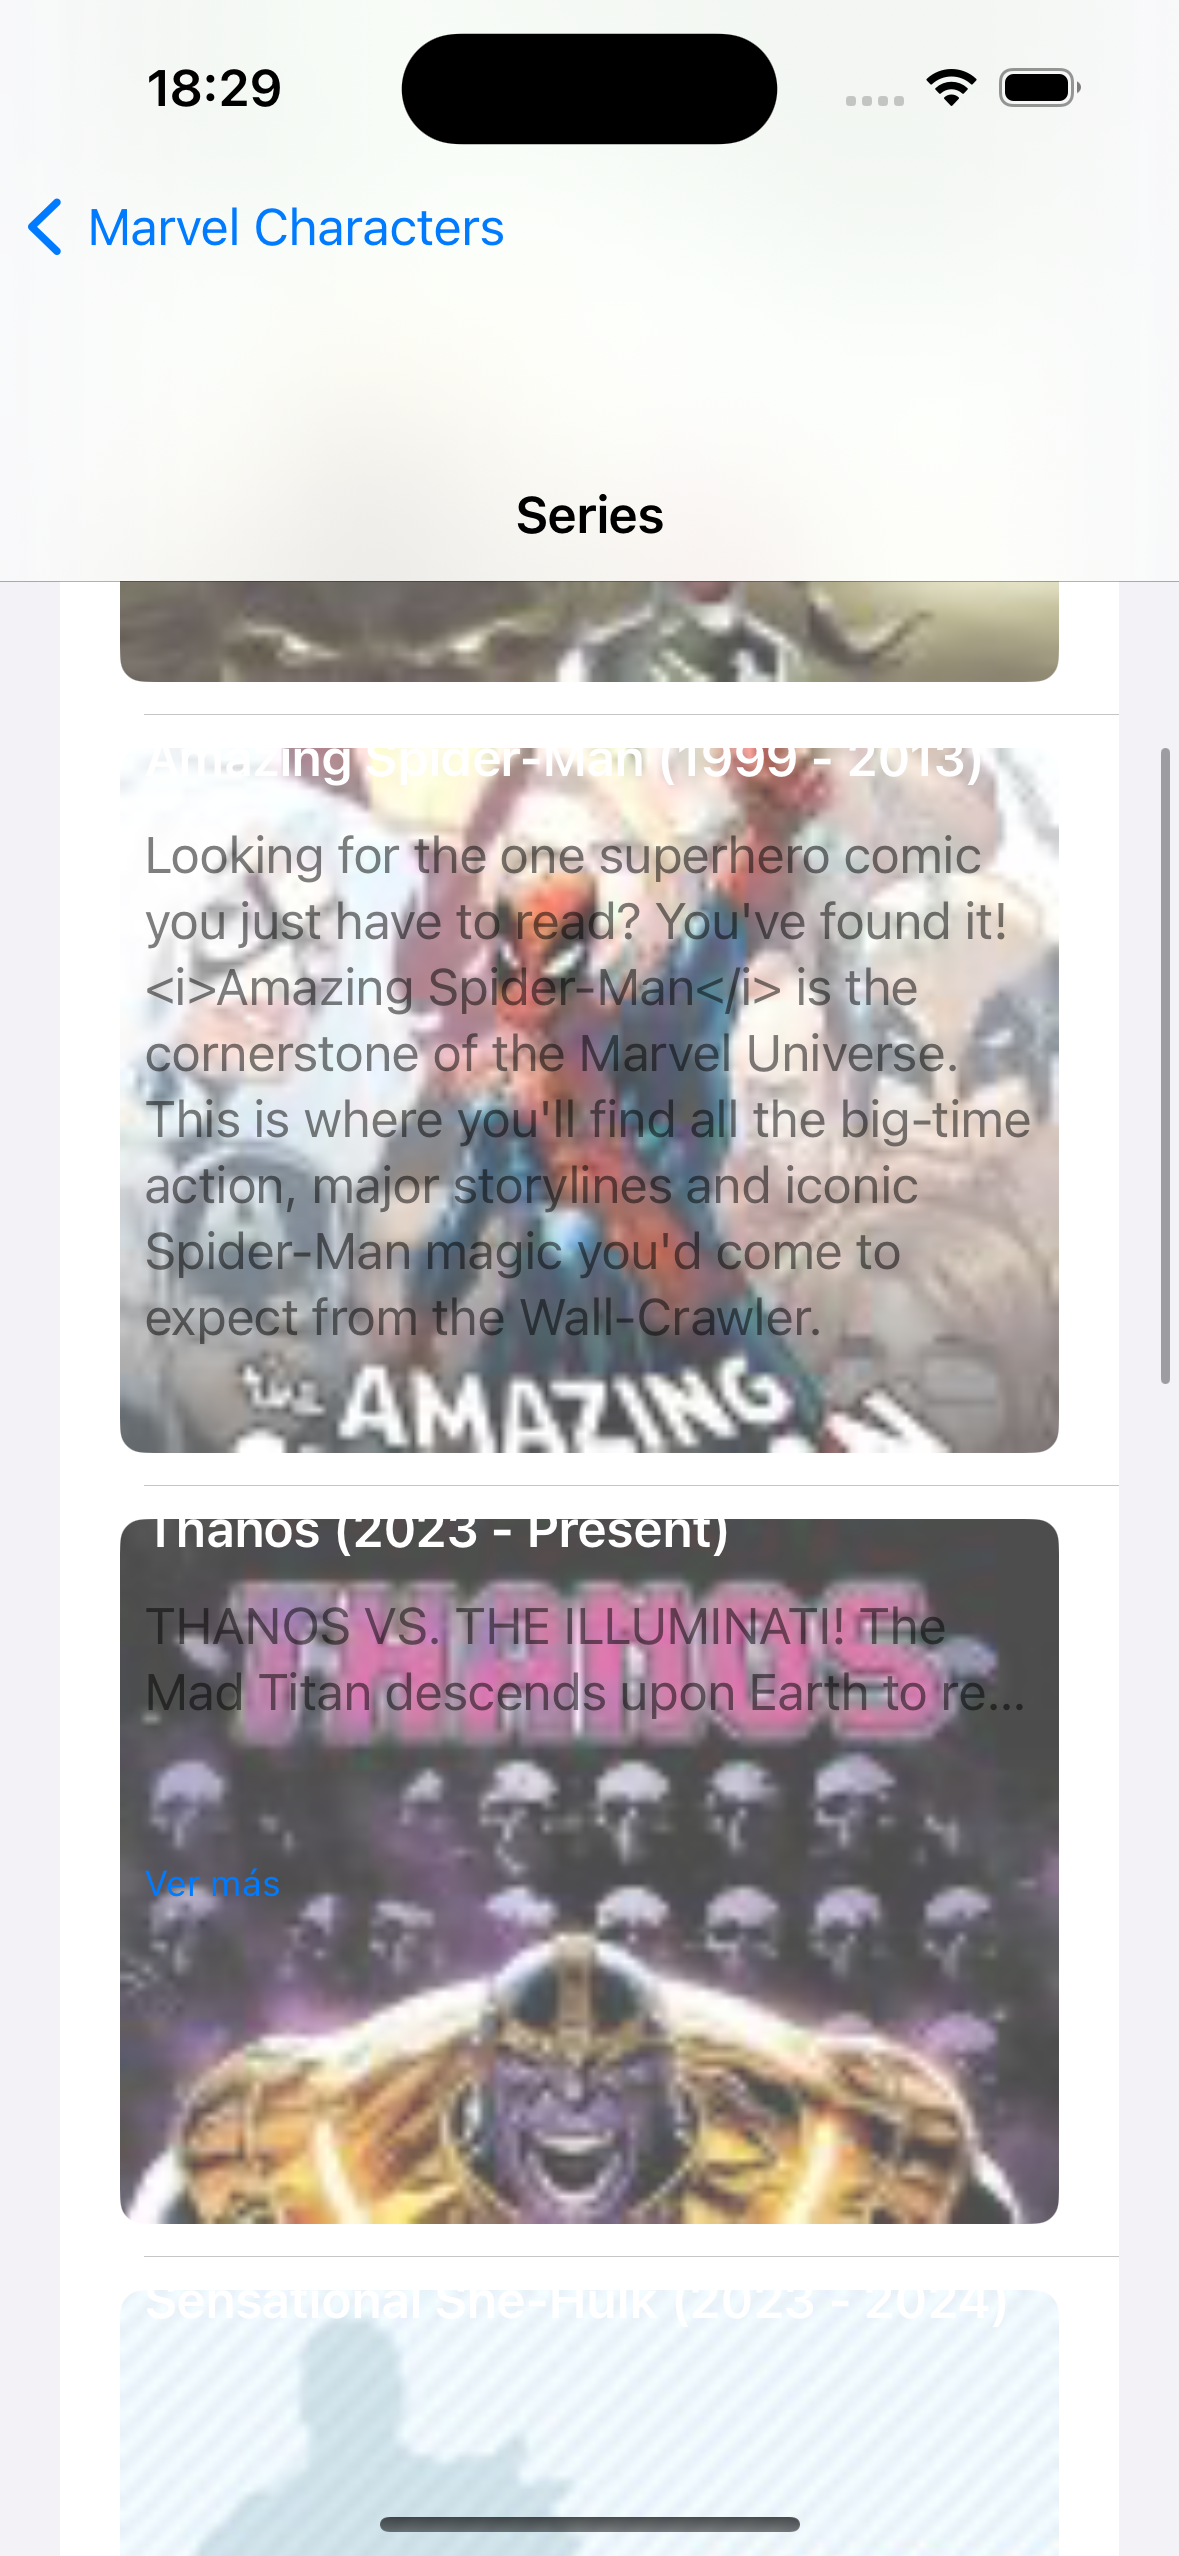 18:29
Marvel Characters
Series
Amazing Spider-Man (1999 - 2013)
Looking for the one superhero comic
you just have to read? You've found it!
<i>Amazing Spider-Man</i> is the
cornerstone of the Marvel Universe.
This is where you'll find all the big-time
action, major storylines and iconic
Spider-Man magic you'd come to
expect from the Wall-Crawler.
the AMAZING
Thanos (2023 - Present)
THANOS
THANOS VS. THE ILLUMINATI! The
Mad Titan descends upon Earth to re...
Ver más
Sensational She-Hulk (2023 - 2024)